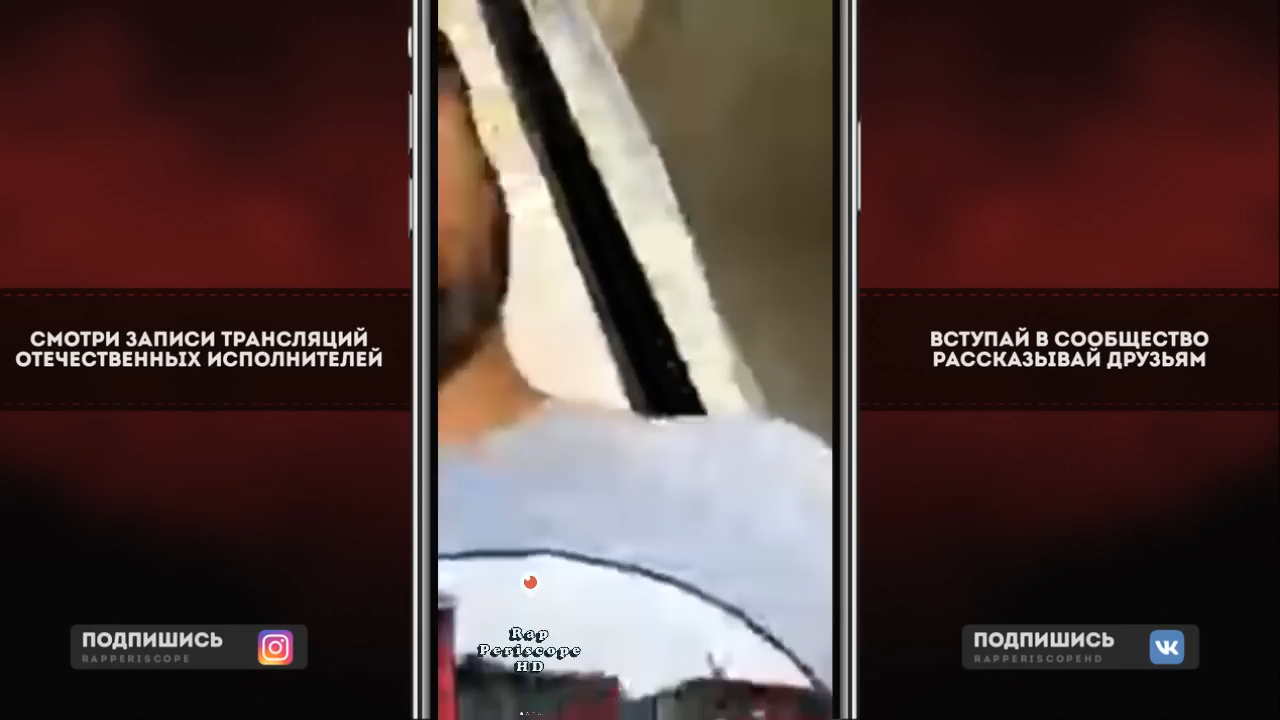 СМОТРИ ЗАПИСИ ТРАНСЛЯЦИЙ
ОТЕЧЕСТВЕННЫХ ИСПОЛНИТЕЛЕЙ
ВСТУПАЙ В СООБЩЕСТВО
РАССКАЗЫВАЙ ДРУЗЬЯМ
Rap
Periscope
HD
ПОДПИШИСЬ
RAPPERISCOPE
ПОДПИШИСЬ
RAPPERISCOPEHD